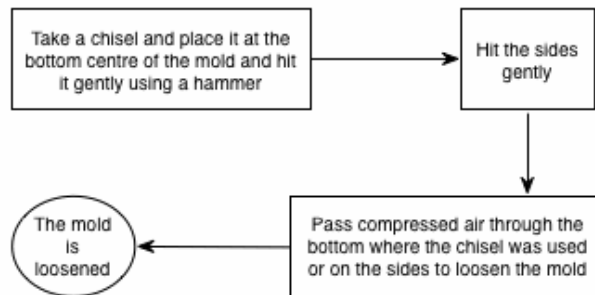 Take a chisel and place it at the
bottom centre of the mold and hit
it gently using a hammer
Hit the sides
gently
Pass compressed air through the
bottom where the chisel was used
or on the sides to loosen the mold
The mold
is
loosened